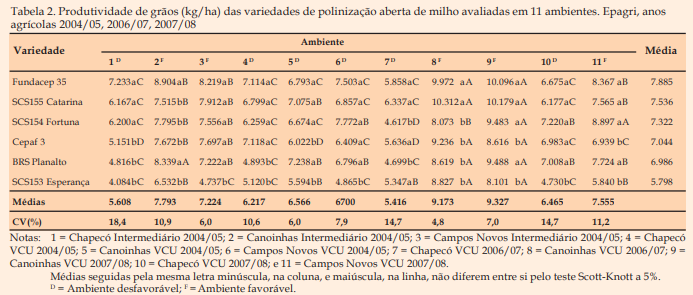 Tabela 2. Produtividade de grãos (kg/ha) das variedades de polinização aberta de milho avaliadas em 11 ambientes. Epagri, anos
agrícolas 2004/05, 2006/07, 2007/08
Variedade Ambiente Média
1 D 2 F 3 F 4 D 5 D 6 D 7 D 8 F 9 F 10 D 11 F
Fundacep 35 7.233aC 8.904aB 8.219aB 7.114aC 6.793aC 7.503aC 5.858aC 9.972 aA 10.096aA 6.675aC 8.367 aB 7.885
SCS155 Catarina 6.167aC 7.515bB 7.912aB 6.799aC 7.075aB 6.857aC 6.337aC 10.312aA 10.179aA 6.177aC 7.565 aB 7.536
SCS154 Fortuna 6.200aC 7.795bB 7.556aB 6.259aC 6.674aC 7.772aB 4.617bD 8.073 bB 9.483 aA 7.220aB 8.897 aA 7.322
Cepaf 3 5.151bD 7.672bB 7.697aB 7.118aC 6.022bD 6.409aC 5.636aD 9.236 bA 8.616 bA 6.983aC 6.939 bC 7.044
BRS Planalto 4.816bC 8.339aA 7.222aB 4.893bC 7.238aB 6.796aB 4.699bC 8.619 bA 9.488 aA 7.008aB 7.724 aB 6.986
SCS153 Esperança 4.084bC 6.532bB 4.737bC 5.120bC 5.594bB 4.865bC 5.347aB 8.827 bA 8.101 bA 4.730bC 5.840 bB 5.798
Médias 5.608 7.793 7.224 6.217 6.566 6700 5.416 9.173 9.327 6.465 7.555
CV(%) 18,4 10,9 6,0 10,6 6,0 7,9 14,7 4,8 7,0 14,7 11,2
Notas: 1 = Chapecó Intermediário 2004/05; 2 = Canoinhas Intermediário 2004/05; 3 = Campos Novos Intermediário 2004/05; 4 = Chapecó
VCU 2004/05; 5 = Canoinhas VCU 2004/05; 6 = Campos Novos VCU 2004/05; 7 = Chapecó VCU 2006/07; 8 = Canoinhas VCU 2006/07; 9 =
Canoinhas VCU 2007/08; 10 = Chapecó VCU 2007/08; e 11 = Campos Novos VCU 2007/08.
Médias seguidas pela mesma letra minúscula, na coluna, e maiúscula, na linha, não diferem entre si pelo teste Scott-Knott a 5%.
D = Ambiente desfavorável; F = Ambiente favorável.